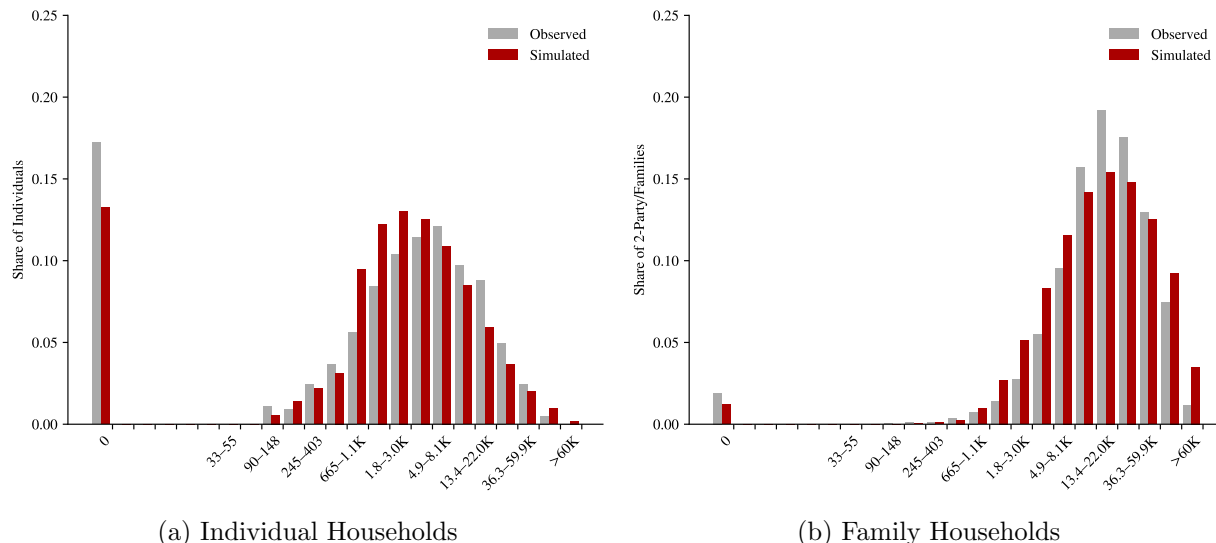 0.25
0.20
0.15
0.10
0.05
0.00
Share of Individuals
Observed
Simulated
0
33–55
90–148
245–403
665–1.1K
1.8–3.0K
4.9–8.1K
13.4–22.0K
36.3–59.9K
>60K
(a) Individual Households
0.25
0.20
0.15
0.10
0.05
0.00
Share of 2-Party/Families
Observed
Simulated
0
33–55
90–148
245–403
665–1.1K
1.8–3.0K
4.9–8.1K
13.4–22.0K
36.3–59.9K
>60K
(b) Family Households